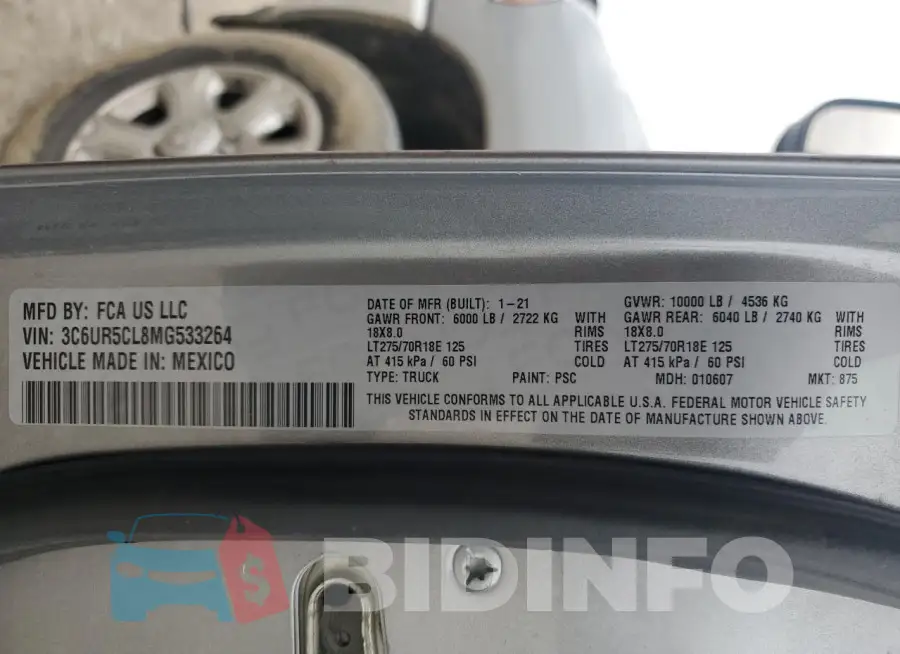 MFD BY: FCA US LLC
VIN: 3C6UR5CL8MG533264
VEHICLE MADE IN: MEXICO
DATE OF MFR (BUILT): 1-21 GVWR: 10000 LB / 4536 KG
GAWR FRONT: 6000 LB / 2722 KG WITH GAWR REAR: 6040 LB / 2740 KG WITH
18X8.0 RIMS 18X8.0 RIMS
LT275/70R18E 125 TIRES LT275/70R18E 125 TIRES
AT 415 kPa / 60 PSI COLD AT 415 kPa / 60 PSI COLD
TYPE: TRUCK PAINT: PSC MDH: 010607 MKT: 875
THIS VEHICLE CONFORMS TO ALL APPLICABLE U.S.A. FEDERAL MOTOR VEHICLE SAFETY
STANDARDS IN EFFECT ON THE DATE OF MANUFACTURE SHOWN ABOVE.
$ BIDINFO